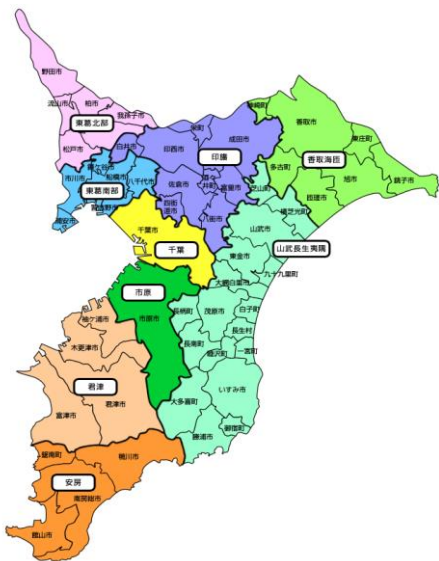 野田市
流山市
柏市
我孫子市
東葛北部
松戸市
栄町
成田市
神崎町
香取市
東庄町
白井市
印西市
印旛
香取海匝
鎌ケ谷市
市川市
船橋市
八千代市
東葛南部
習志野市
浦安市
佐倉市
酒々井町
富里市
四街道市
八街市
多古町
芝山町
旭市
銚子市
匝瑳市
横芝光町
千葉市
千葉
山武市
山武長生夷隅
東金市
九十九里町
大網白里市
市原
市原市
白子町
長柄町
茂原市
長生村
長南町
睦沢町
一宮町
袖ケ浦市
木更津市
君津
君津市
富津市
いすみ市
大多喜町
御宿町
勝浦市
鋸南町
鴨川市
安房
南房総市
館山市